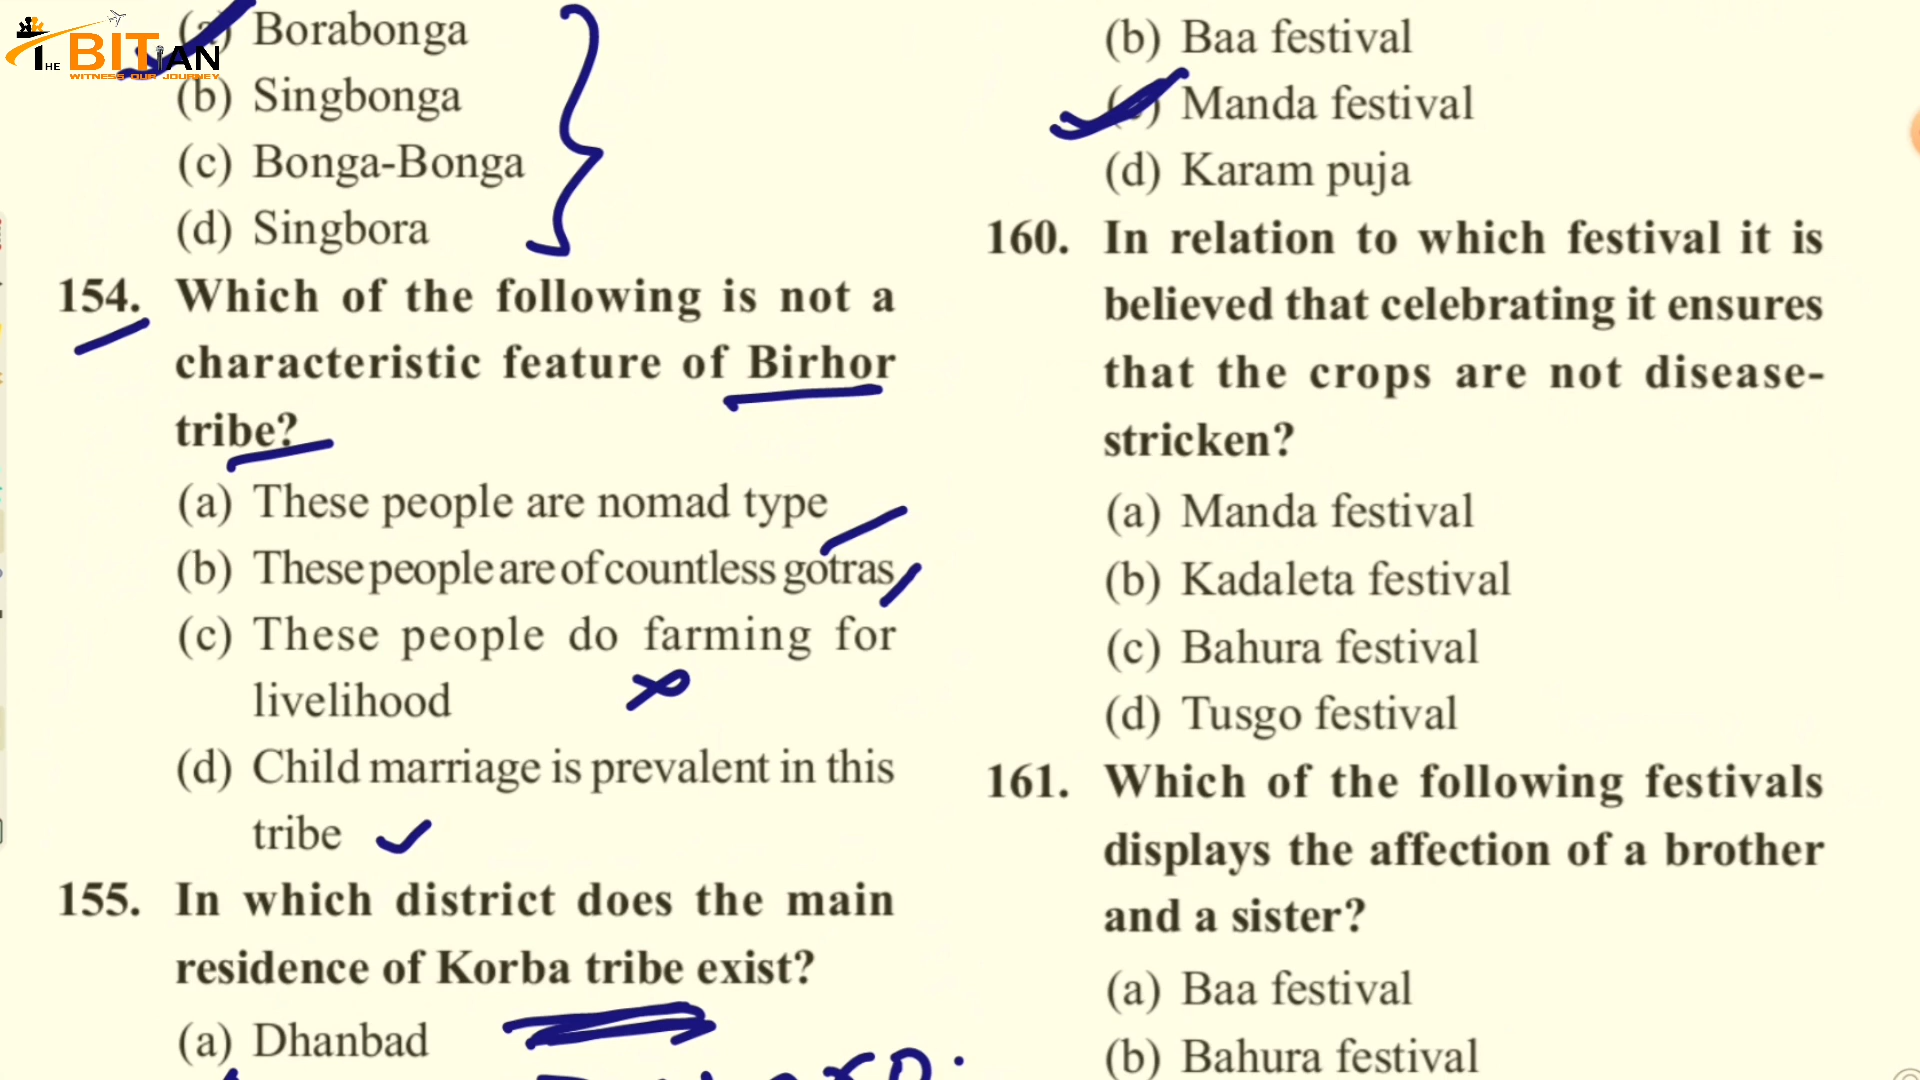 THE BITIAN
WITNESS OUR JOURNEY
(a) Borabonga
(b) Singbonga
(c) Bonga-Bonga
(d) Singbora
154. Which of the following is not a
characteristic feature of Birhor
tribe?
(a) These people are nomad type
(b) These people are of countless gotras
(c) These people do farming for
livelihood
(d) Child marriage is prevalent in this
tribe
155. In which district does the main
residence of Korba tribe exist?
(a) Dhanbad
(b) Baa festival
(c) Manda festival
(d) Karam puja
160. In relation to which festival it is
believed that celebrating it ensures
that the crops are not disease-
stricken?
(a) Manda festival
(b) Kadaleta festival
(c) Bahura festival
(d) Tusgo festival
161. Which of the following festivals
displays the affection of a brother
and a sister?
(a) Baa festival
(b) Bahura festival